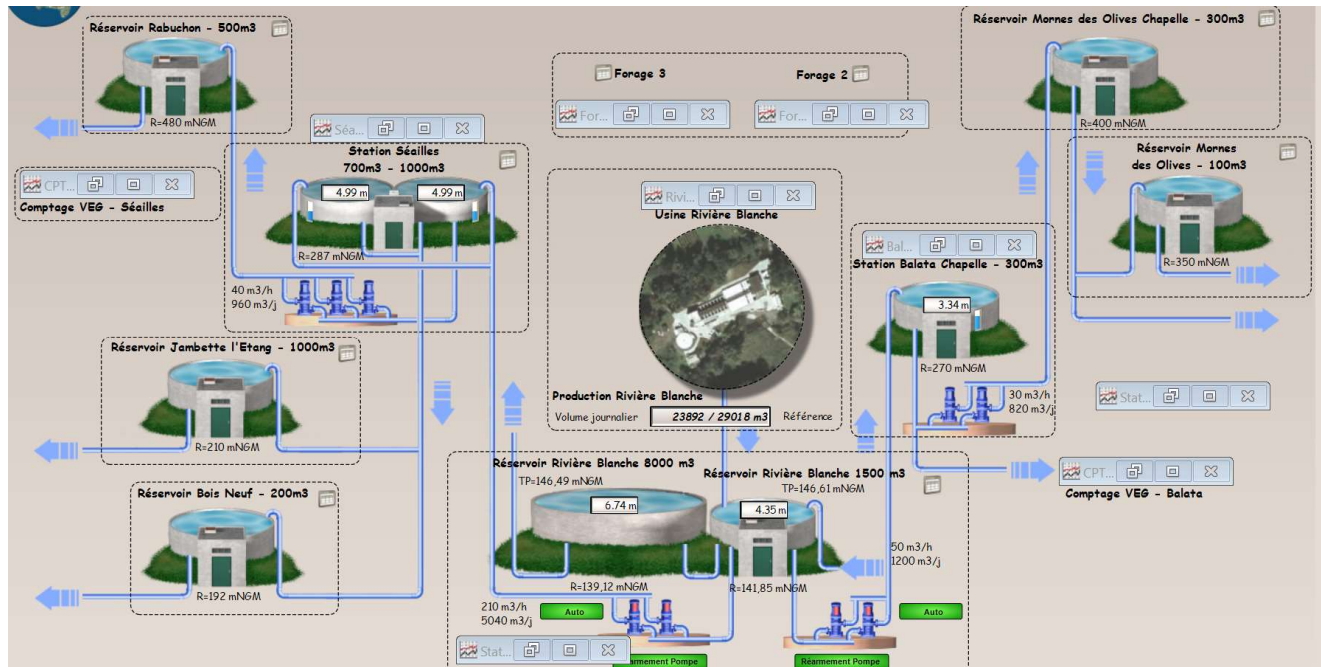 Réservoir Rabuchon - 500m3
R=480 mNGM
Séa...
Station Séailles
700m3 - 1000m3
4.99 m
4.99 m
R=287 mNGM
40 m3/h
960 m3/j
CPT...
Comptage VEG - Séailles
Réservoir Jambette l'Etang - 1000m3
R=210 mNGM
Réservoir Bois Neuf - 200m3
R=192 mNGM
Forage 3
Forage 2
For...
For...
Rivi...
Usine Rivière Blanche
Production Rivière Blanche
Volume journalier
23892 / 29018 m3
Référence
Réservoir Rivière Blanche 8000 m3
TP=146,49 mNGM
6.74 m
R=139,12 mNGM
Réservoir Rivière Blanche 1500 m3
TP=146,61 mNGM
4.35 m
R=141,85 mNGM
50 m3/h
1200 m3/j
210 m3/h
5040 m3/j
Auto
Auto
Stat...
armement Pompe
Réarmement Pompe
Réservoir Mornes des Olives Chapelle - 300m3
R=400 mNGM
Réservoir Mornes
des Olives - 100m3
R=350 mNGM
Bal...
Station Balata Chapelle - 300m3
3.34 m
R=270 mNGM
30 m3/h
820 m3/j
Stat...
CPT...
Comptage VEG - Balata